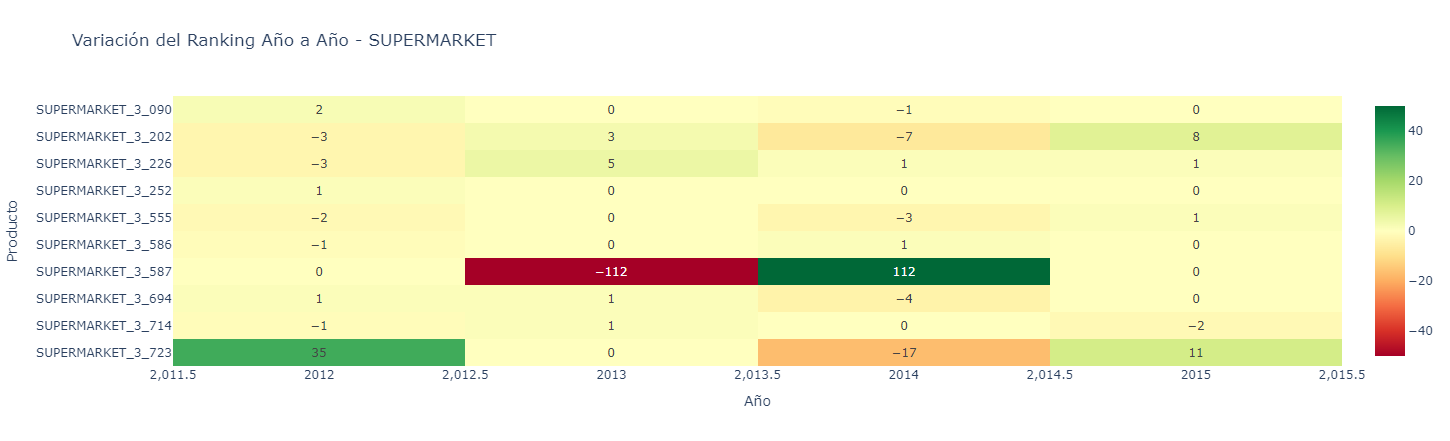 Variación del Ranking Año a Año - SUPERMARKET
Producto
SUPERMARKET_3_090 2 0 −1 0
SUPERMARKET_3_202 −3 3 −7 8
SUPERMARKET_3_226 −3 5 1 1
SUPERMARKET_3_252 1 0 0 0
SUPERMARKET_3_555 −2 0 −3 1
SUPERMARKET_3_586 −1 0 1 0
SUPERMARKET_3_587 0 −112 112 0
SUPERMARKET_3_694 1 1 −4 0
SUPERMARKET_3_714 −1 1 0 −2
SUPERMARKET_3_723 35 0 −17 11
2,011.5 2012 2,012.5 2013 2,013.5 2014 2,014.5 2015 2,015.5
Año
40
20
0
−20
−40